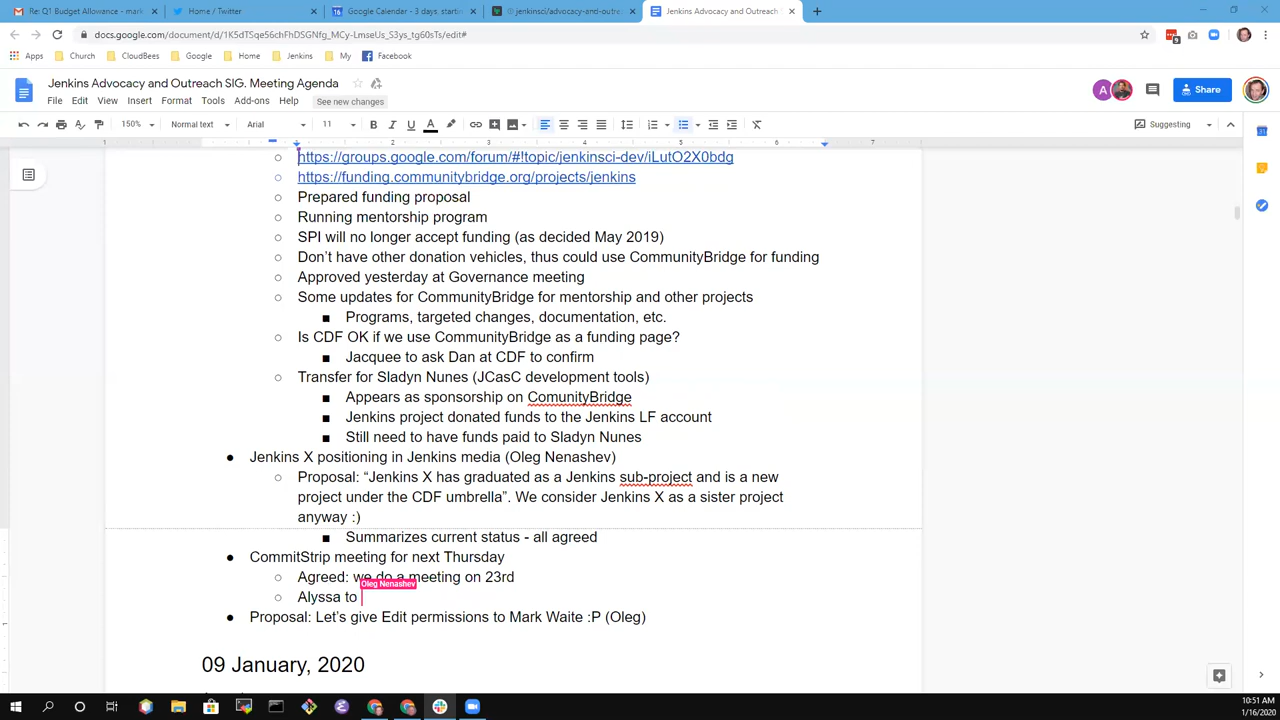 Re: Q1 Budget Allowance - mark
Home / Twitter
Google Calendar - 3 days, startin
jenkinsci/advocacy-and-outre
Jenkins Advocacy and Outreach S
docs.google.com/document/d/1K5dTSqe56chFhDSGNfg_MCy-LmseUs_S3ys_tg60sTs/edit#
Apps Church CloudBees Google Home Jenkins My Facebook
Jenkins Advocacy and Outreach SIG. Meeting Agenda
File Edit View Insert Format Tools Add-ons Help See new changes
A
Share
150% Normal text Arial 11 B I U A Suggesting
1 2 3 4 5 6 7
https://groups.google.com/forum/#!topic/jenkinsci-dev/iLutO2X0bdg
https://funding.communitybridge.org/projects/jenkins
Prepared funding proposal
Running mentorship program
SPI will no longer accept funding (as decided May 2019)
Don’t have other donation vehicles, thus could use CommunityBridge for funding
Approved yesterday at Governance meeting
Some updates for CommunityBridge for mentorship and other projects
Programs, targeted changes, documentation, etc.
Is CDF OK if we use CommunityBridge as a funding page?
Jacquee to ask Dan at CDF to confirm
Transfer for Sladyn Nunes (JCasC development tools)
Appears as sponsorship on ComunityBridge
Jenkins project donated funds to the Jenkins LF account
Still need to have funds paid to Sladyn Nunes
Jenkins X positioning in Jenkins media (Oleg Nenashev)
Proposal: “Jenkins X has graduated as a Jenkins sub-project and is a new
project under the CDF umbrella”. We consider Jenkins X as a sister project
anyway :)
Summarizes current status - all agreed
CommitStrip meeting for next Thursday
Agreed: we do a meeting on 23rd
Oleg Nenashev
Alyssa to
Proposal: Let’s give Edit permissions to Mark Waite :P (Oleg)
09 January, 2020
10:51 AM
1/16/2020